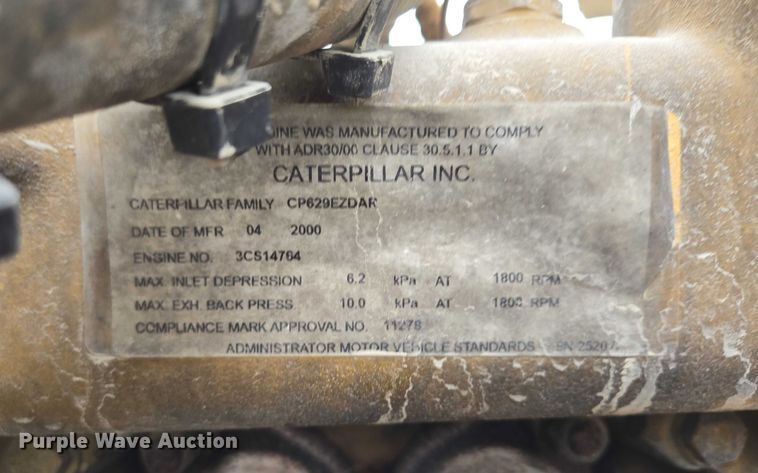 WAS MANUFACTURED TO COMPLY
WITH ADR30/00 CLAUSE 30.5.1.1 BY
CATERPILLAR INC.
CATERPILLAR FAMILY CP629EZDAR
DATE OF MFR 04 2000
ENGINE NO. 3CS14764
MAX. INLET DEPRESSION 6.2 kPa AT 1800 RPM
MAX. EXH. BACK PRESS. 10.0 kPa AT 1800 RPM
COMPLIANCE MARK APPROVAL NO. 11278
ADMINISTRATOR MOTOR VEHICLE STANDARDS
Purple Wave Auction